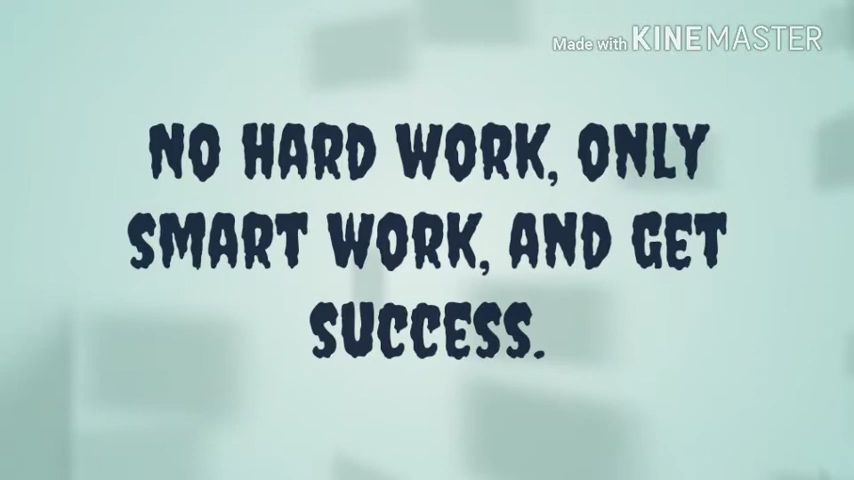 Made with KINEMASTER
NO HARD WORK, ONLY
SMART WORK, AND GET
SUCCESS.